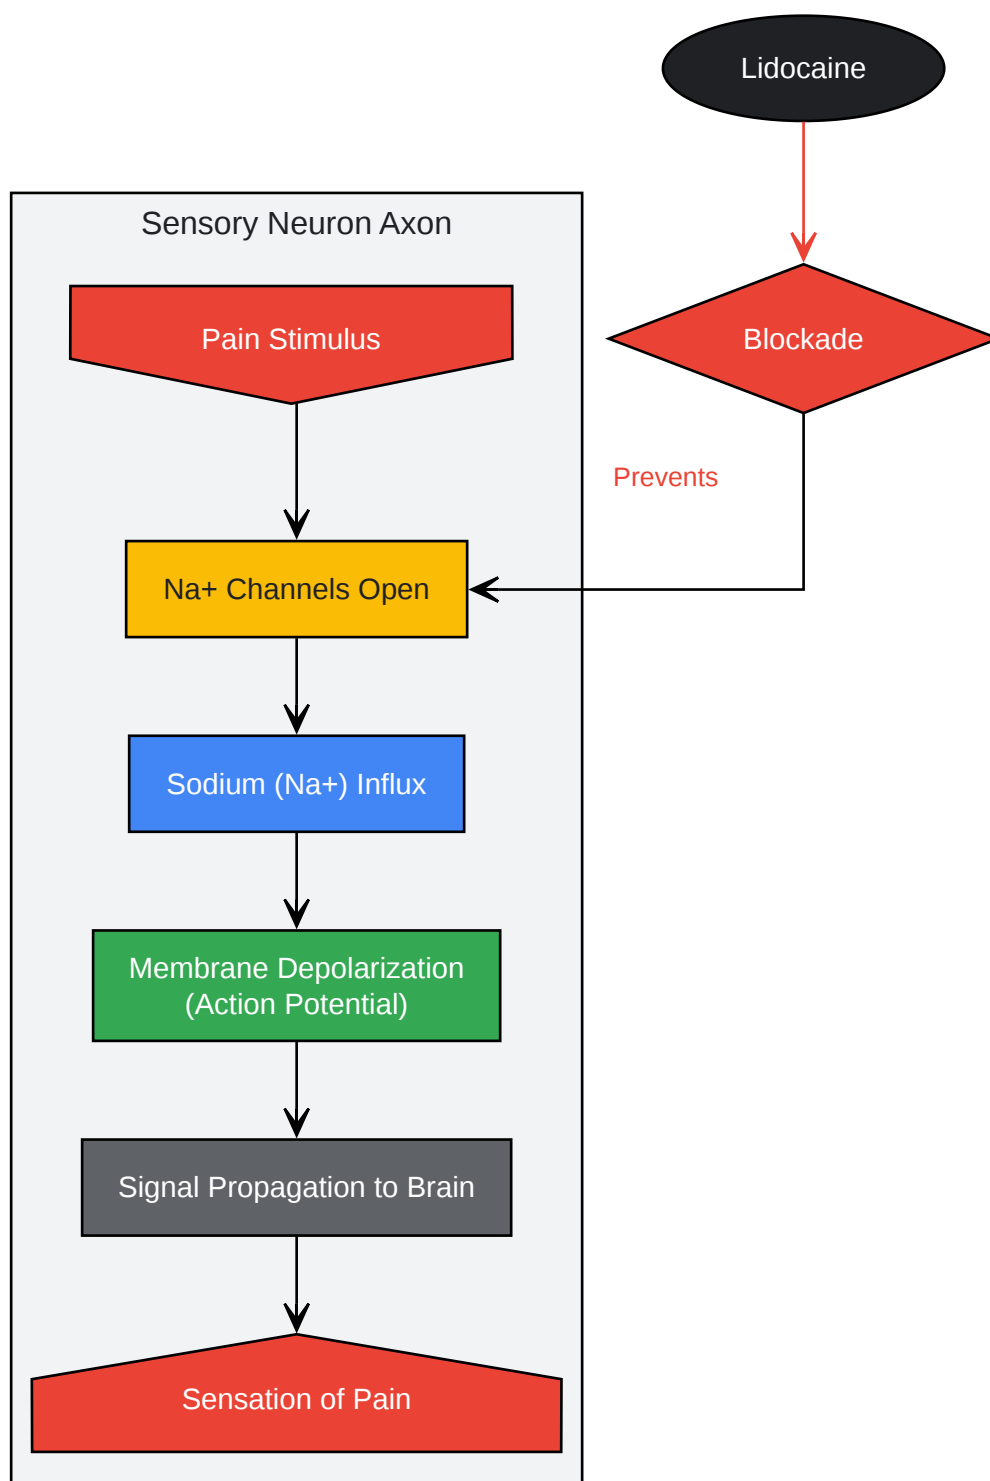 Lidocaine
Sensory Neuron Axon
Pain Stimulus
Blockade
Prevents
Na+ Channels Open
Sodium (Na+) Influx
Membrane Depolarization
(Action Potential)
Signal Propagation to Brain
Sensation of Pain